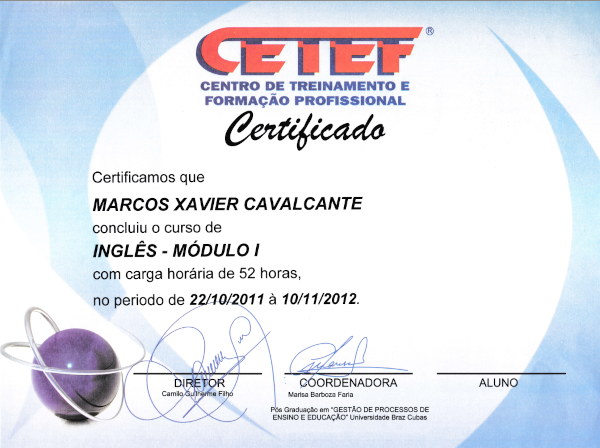 CETEF®
CENTRO DE TREINAMENTO E
FORMAÇÃO PROFISSIONAL
Certificado
Certificamos que
MARCOS XAVIER CAVALCANTE
concluiu o curso de
INGLÊS - MÓDULO I
com carga horária de 52 horas,
no periodo de 22/10/2011 à 10/11/2012.
DIRETOR
Camilo Guilherme Filho
COORDENADORA
Marisa Barboza Faria
ALUNO
Pós Graduação em "GESTÃO DE PROCESSOS DE
ENSINO E EDUCAÇÃO" Universidade Braz Cubas